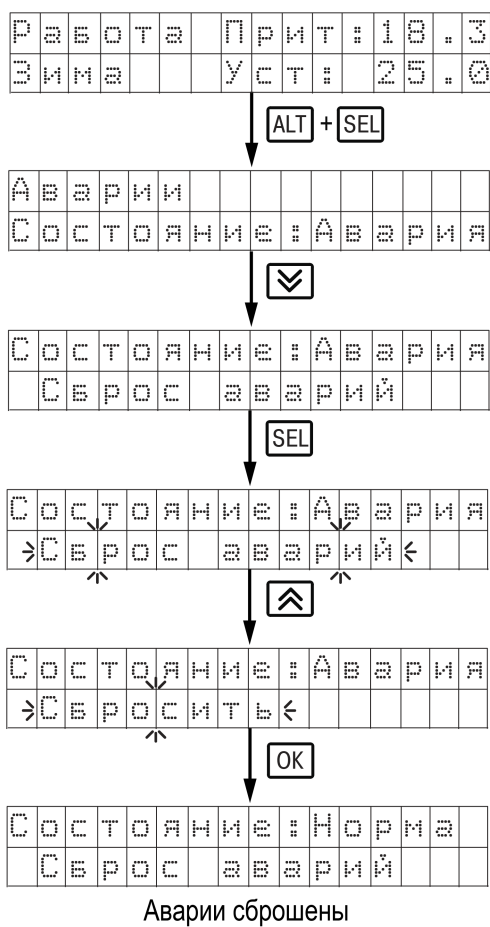 Работа Прит:18.3
Зима Уст: 25.0
ALT + SEL
Аварии
Состояние:Авария
Состояние:Авария
Сброс аварий
SEL
Состояние:Авария
Сброс аварий
Состояние:Авария
Сбросить
OK
Состояние:Норма
Сброс аварий
Аварии сброшены